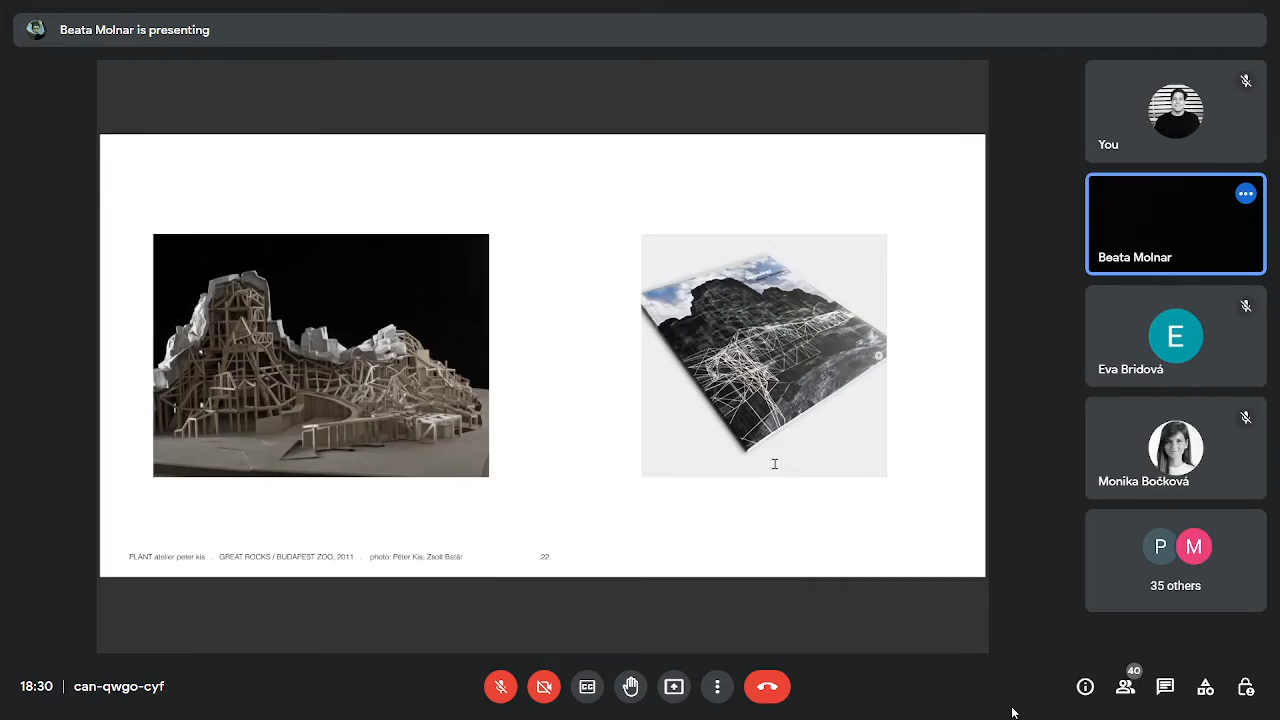 Beata Molnar is presenting
You
Beata Molnar
E
Eva Bridová
Monika Bočková
P M
35 others
PLANT atelier peter kis . GREAT ROCKS / BUDAPEST ZOO, 2011 . photo: Péter Kis, Zsolt Batár .22.
18:30 | can-qwgo-cyf
40